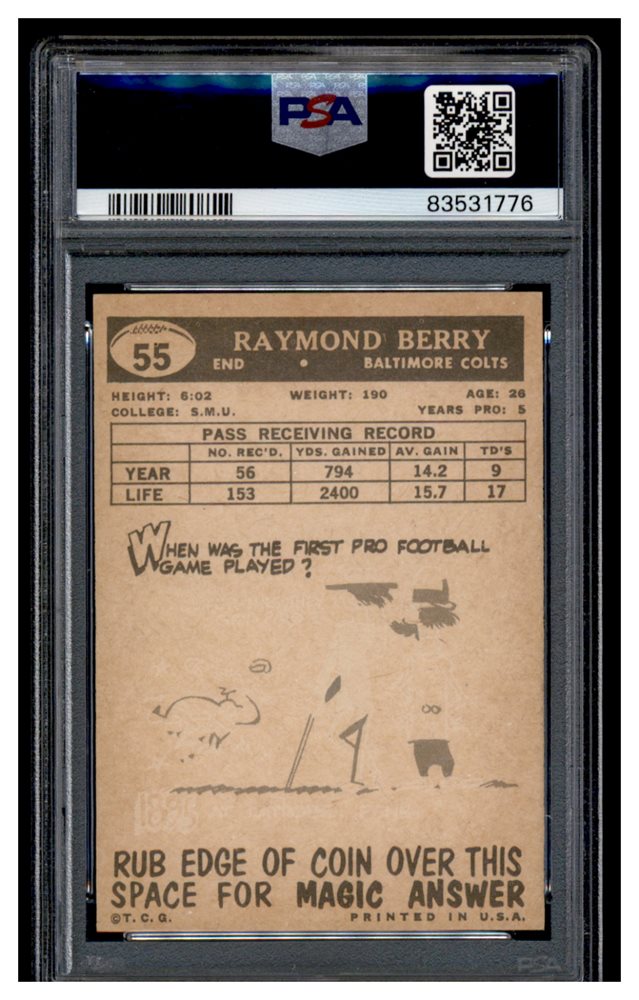 PSA
83531776
55
RAYMOND BERRY
END • BALTIMORE COLTS
HEIGHT: 6:02 WEIGHT: 190 AGE: 26
COLLEGE: S.M.U. YEARS PRO: 5
PASS RECEIVING RECORD
NO. REC'D. YDS. GAINED AV. GAIN TD'S
YEAR 56 794 14.2 9
LIFE 153 2400 15.7 17
WHEN WAS THE FIRST PRO FOOTBALL
GAME PLAYED?
1895
RUB EDGE OF COIN OVER THIS
SPACE FOR MAGIC ANSWER
©T.C.G. PRINTED IN U.S.A.
PSA